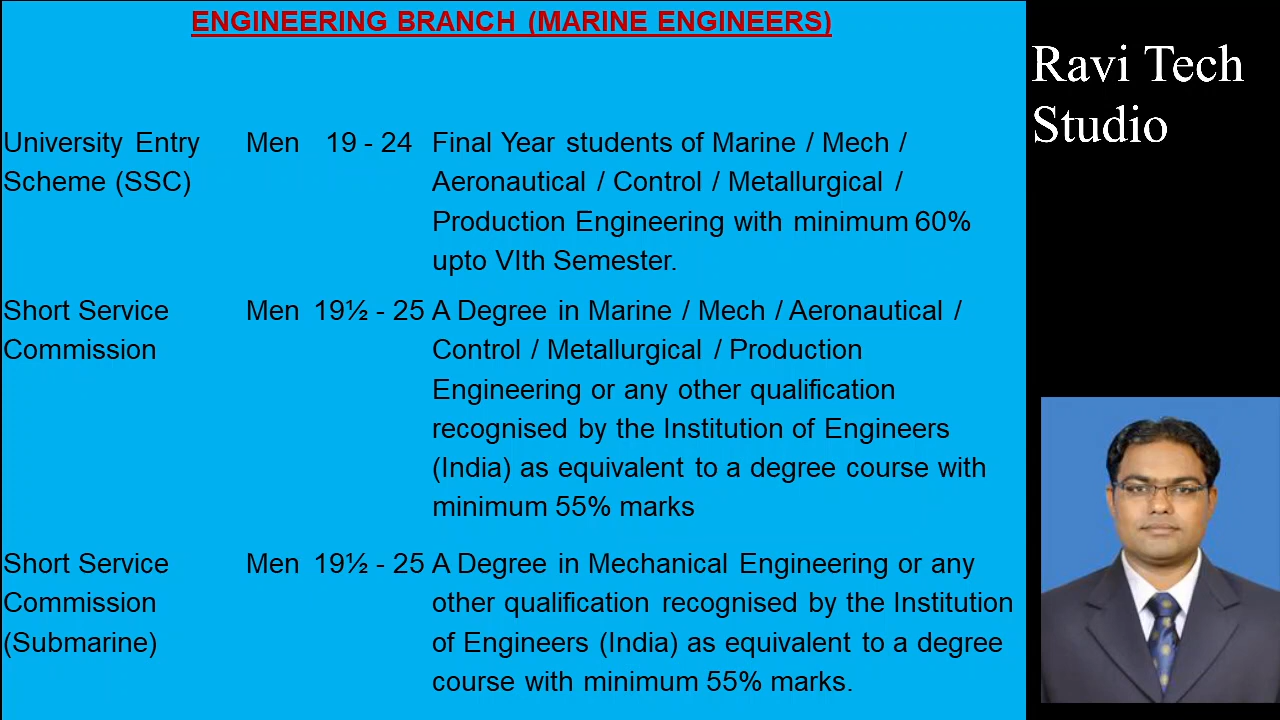 ENGINEERING BRANCH (MARINE ENGINEERS)
Ravi Tech
Studio
University Entry Men 19 - 24 Final Year students of Marine / Mech /
Scheme (SSC) Aeronautical / Control / Metallurgical /
Production Engineering with minimum 60%
upto VIth Semester.
Short Service Men 19½ - 25 A Degree in Marine / Mech / Aeronautical /
Commission Control / Metallurgical / Production
Engineering or any other qualification
recognised by the Institution of Engineers
(India) as equivalent to a degree course with
minimum 55% marks
Short Service Men 19½ - 25 A Degree in Mechanical Engineering or any
Commission other qualification recognised by the Institution
(Submarine) of Engineers (India) as equivalent to a degree
course with minimum 55% marks.